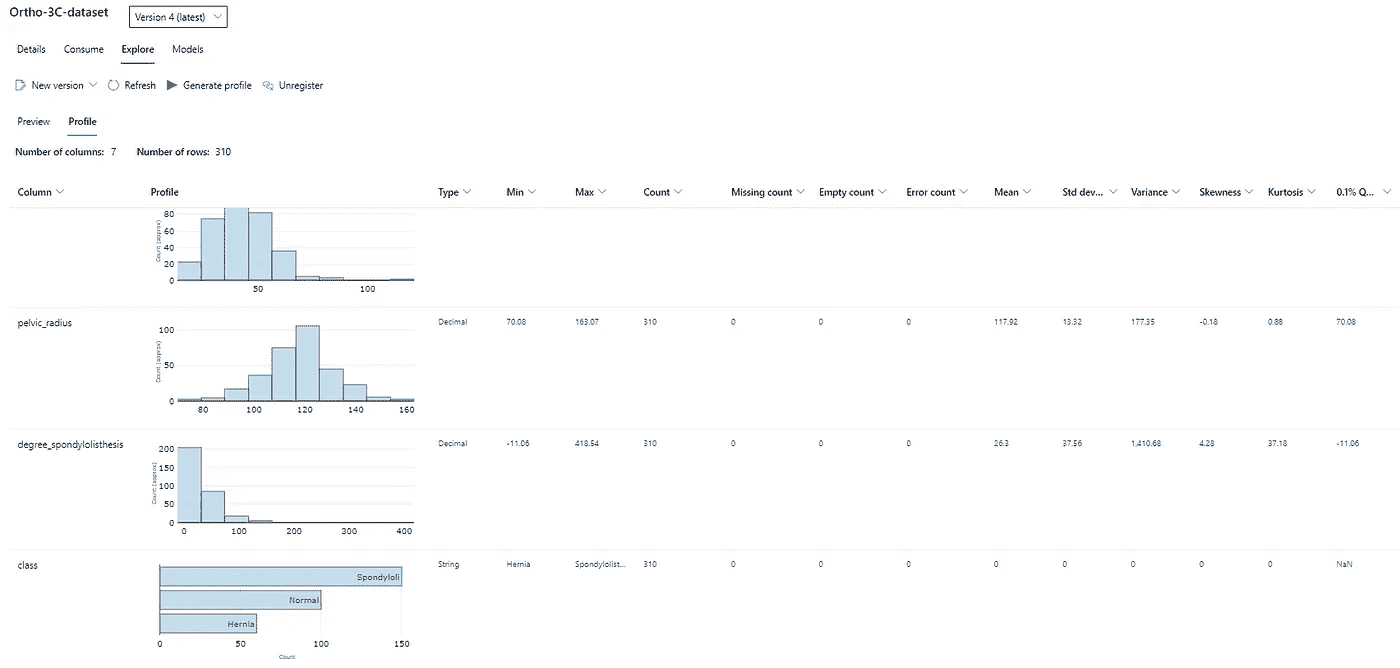 Ortho-3C-dataset Version 4 (latest)
Details Consume Explore Models
New version Refresh Generate profile Unregister
Preview Profile
Number of columns: 7 Number of rows: 310
Column Profile Type Min Max Count Missing count Empty count Error count Mean Std dev... Variance Skewness Kurtosis 0.1% Q...
80
60
40
20
0
Count (approx)
50 100
pelvic_radius Decimal 70.08 163.07 310 0 0 0 117.92 13.32 177.35 -0.18 0.88 70.08
100
50
0
Count (approx)
80 100 120 140 160
degree_spondylolisthesis Decimal -11.06 418.54 310 0 0 0 26.3 37.56 1,410.68 4.28 37.18 -11.06
200
150
100
50
0
Count (approx)
0 100 200 300 400
class String Hernia Spondylolist... 310 0 0 0 0 0 0 0 0 NaN
Spondyloli
Normal
Hernia
0 50 100 150
Count